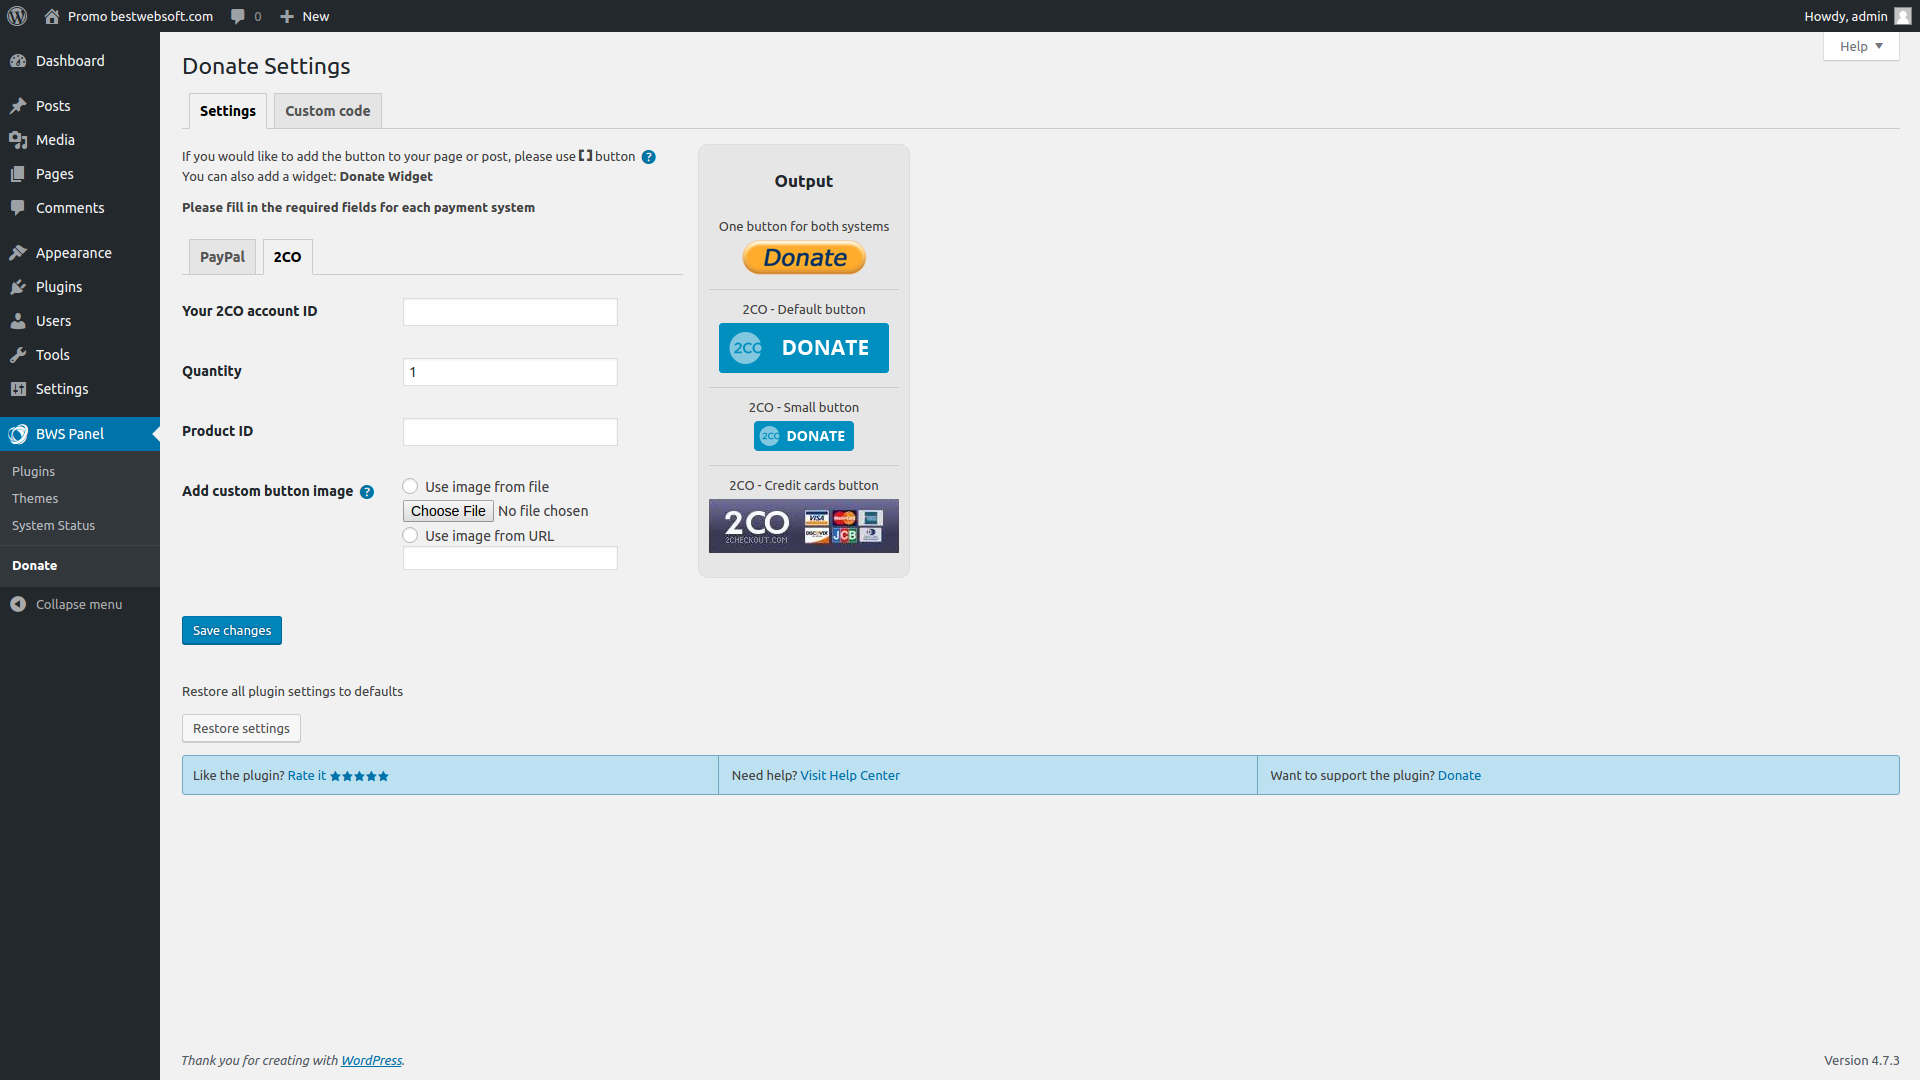 Promo bestwebsoft.com 0 New Howdy, admin
Help
Dashboard
Posts
Media
Pages
Comments
Appearance
Plugins
Users
Tools
Settings
BWS Panel
Plugins
Themes
System Status
Donate
Collapse menu
Donate Settings
Settings Custom code
If you would like to add the button to your page or post, please use button ?
You can also add a widget: Donate Widget
Please fill in the required fields for each payment system
PayPal 2CO
Your 2CO account ID
Quantity 1
Product ID
Add custom button image ? Use image from file
Choose File No file chosen
Use image from URL
Save changes
Output
One button for both systems
Donate
2CO - Default button
2CO DONATE
2CO - Small button
2CO DONATE
2CO - Credit cards button
2CO VISA MasterCard
2CHECKOUT.COM DISCOVER JCB
Restore all plugin settings to defaults
Restore settings
Like the plugin? Rate it Need help? Visit Help Center Want to support the plugin? Donate
Thank you for creating with WordPress. Version 4.7.3